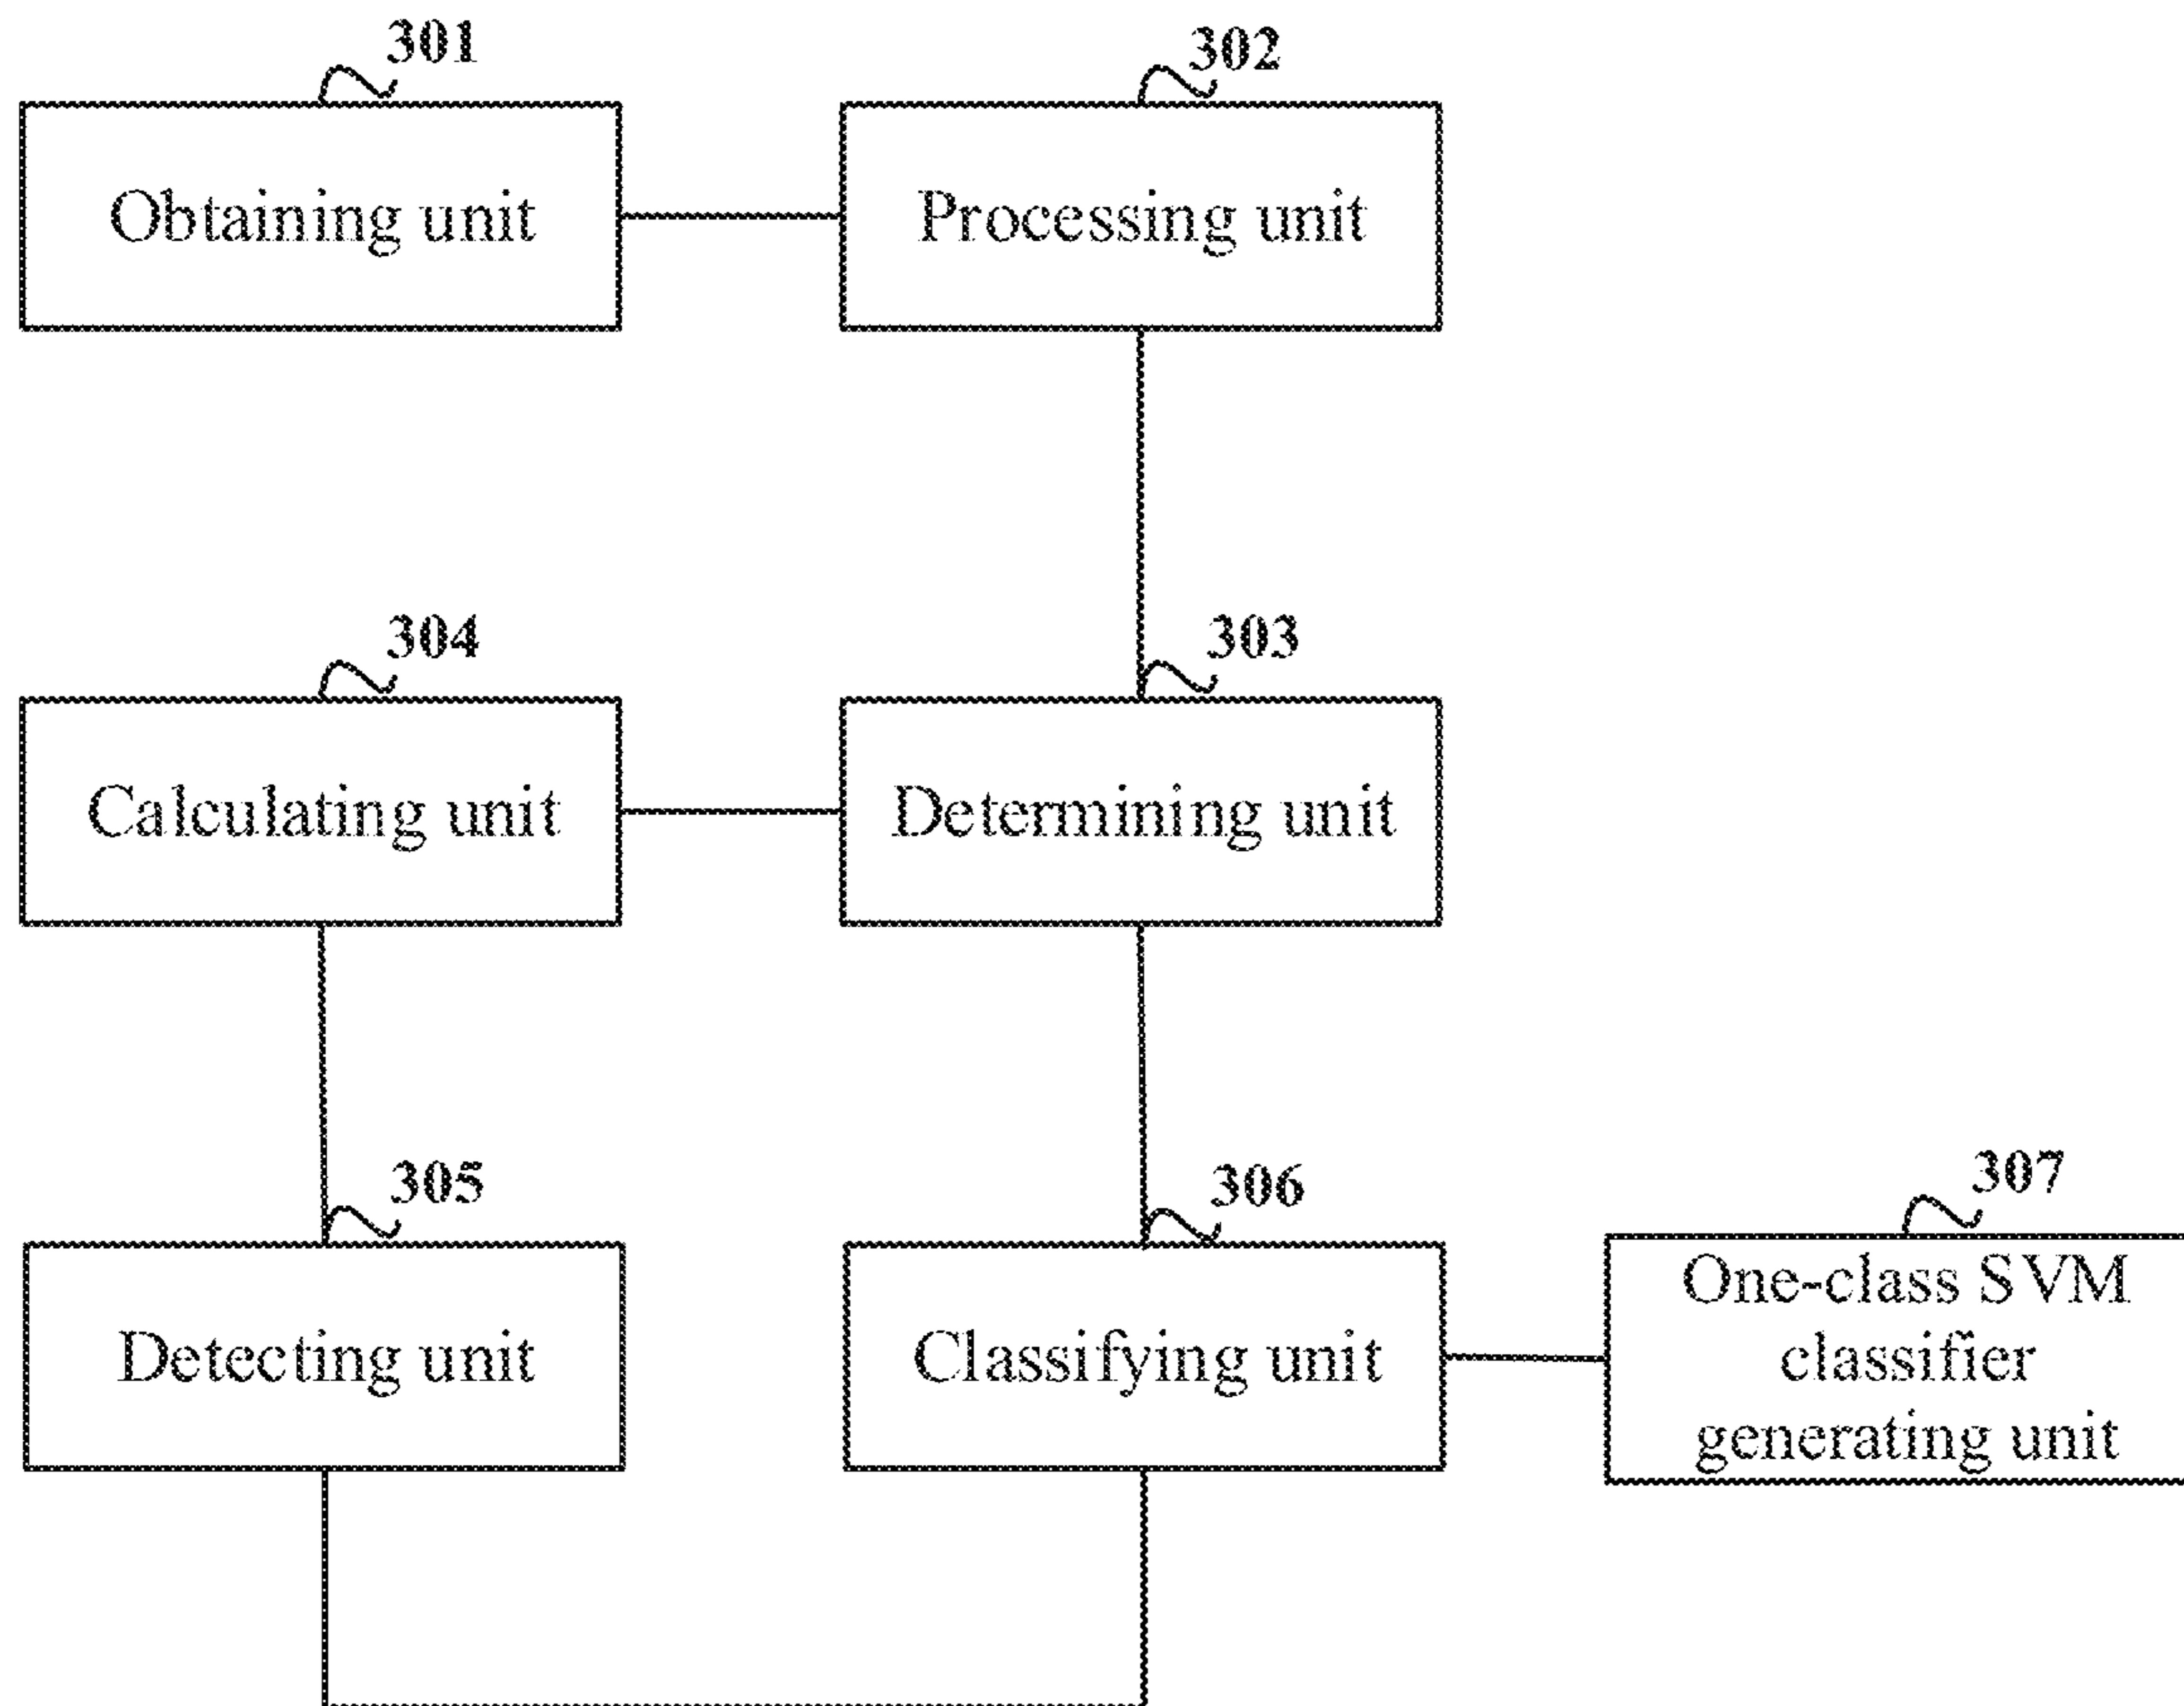 301
302
Obtaining unit
Processing unit
304
303
Calculating unit
Determining unit
305
306
307
Detecting unit
Classifying unit
One-class SVM
classifier
generating unit